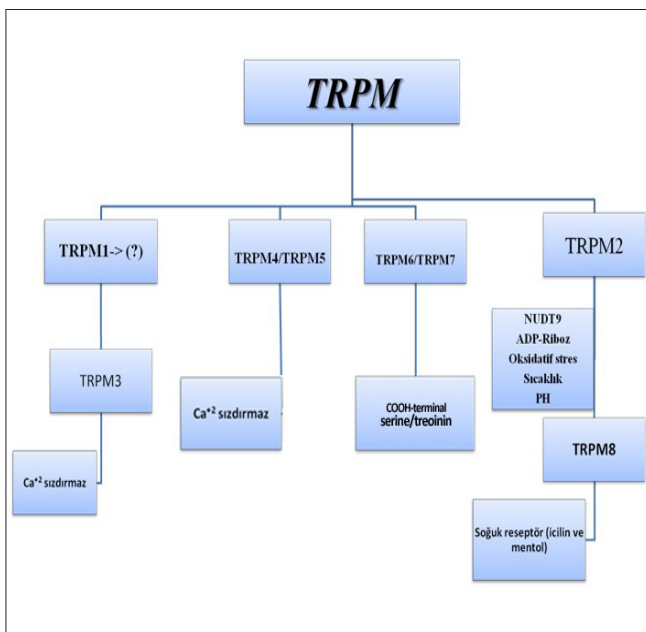 TRPM
TRPM1-> (?)
TRPM4/TRPM5
TRPM6/TRPM7
TRPM2
NUDT9
ADP-Riboz
Oksidatif stres
Sıcaklık
PH
TRPM3
Ca+2 sızdırmaz
COOH-terminal
serine/treoinin
TRPM8
Ca+2 sızdırmaz
Soğuk reseptör (icilin ve
mentol)